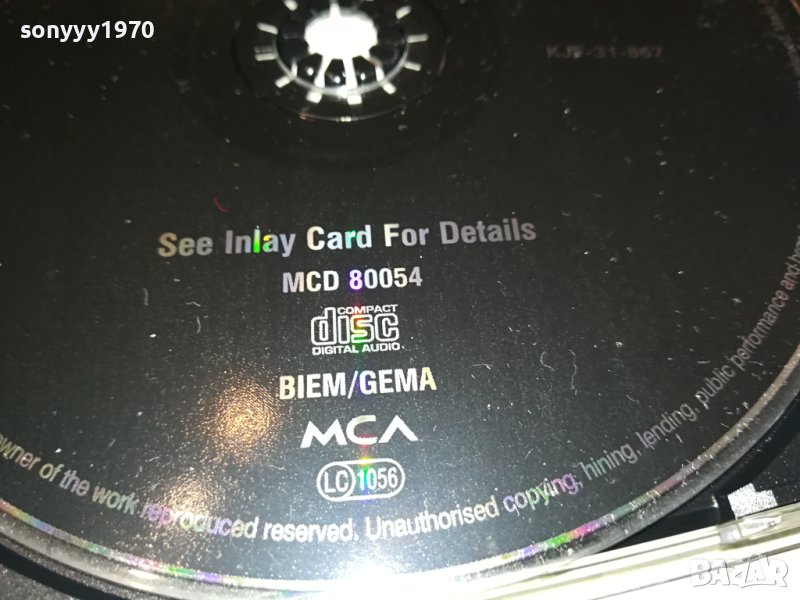 sonyyy1970
See Inlay Card For Details
MCD 80054
COMPACT
disc
DIGITAL AUDIO
BIEM/GEMA
MCA
LC 1056
owner of the work reproduced reserved. Unauthorised copying, hiring, lending, public performance and
BAZAR